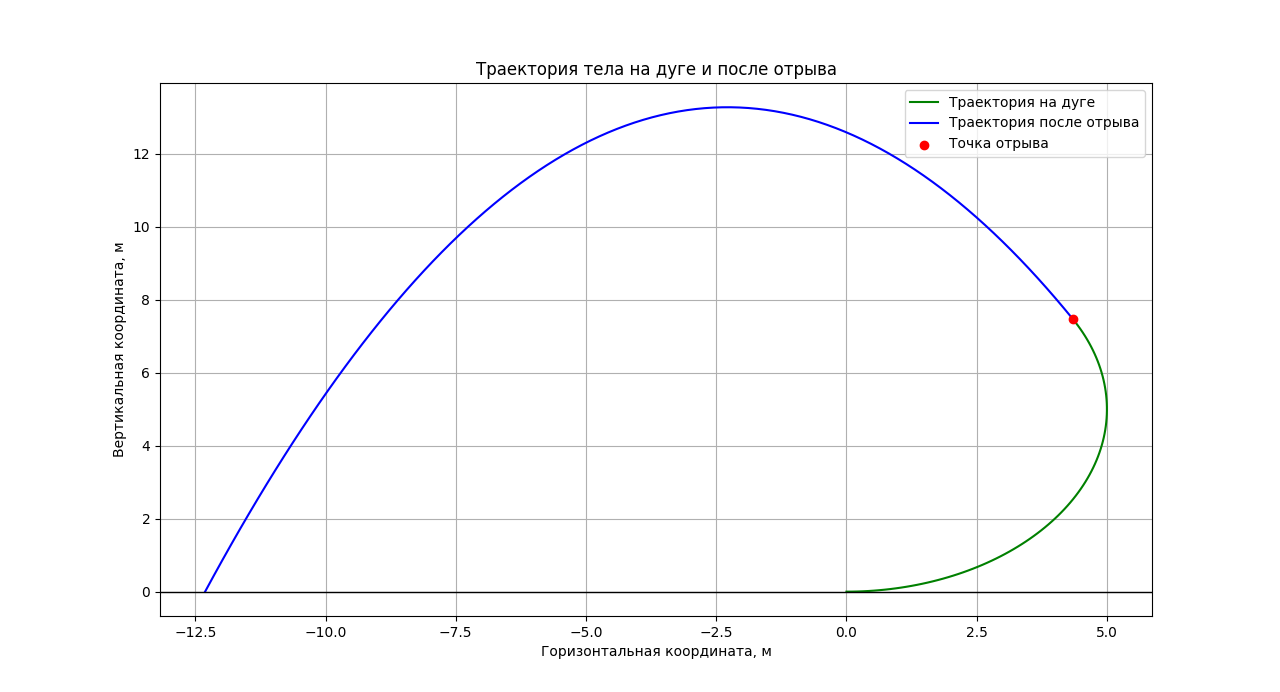 Траектория тела на дуге и после отрыва
Траектория на дуге
Траектория после отрыва
Точка отрыва
Вертикальная координата, м
12
10
8
6
4
2
0
−12.5 −10.0 −7.5 −5.0 −2.5 0.0 2.5 5.0
Горизонтальная координата, м